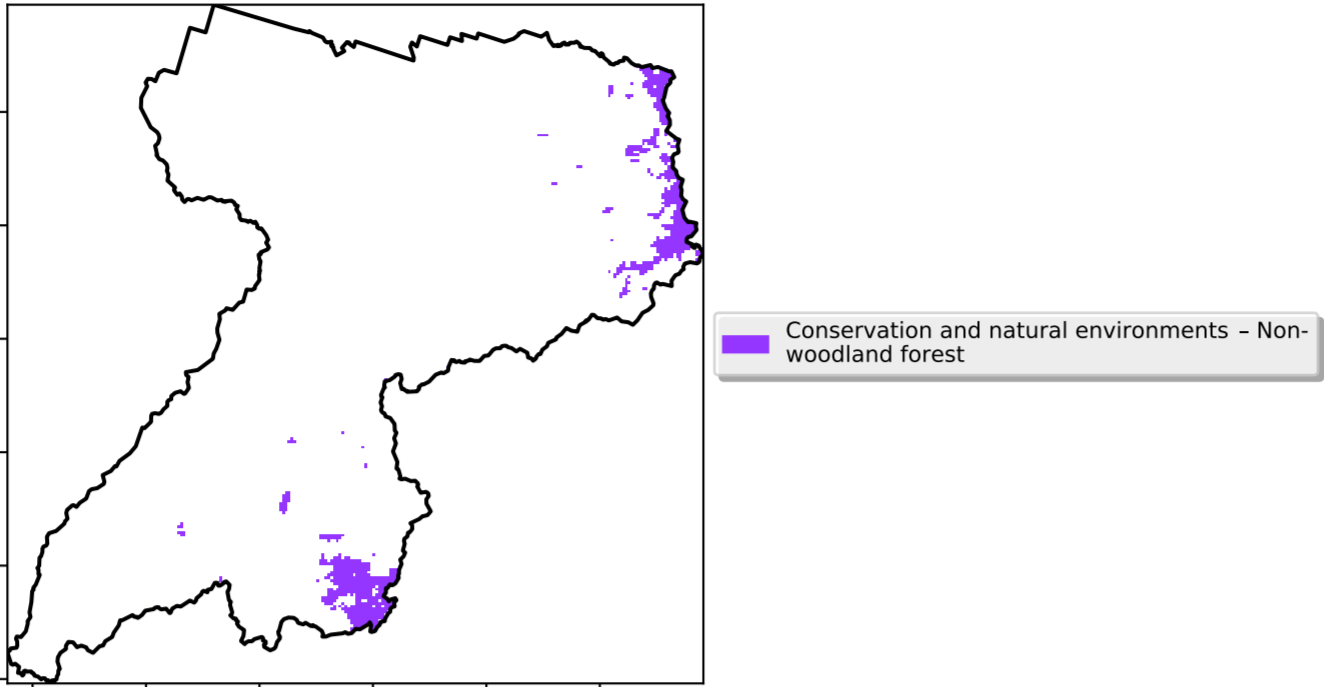 Conservation and natural environments – Non-
woodland forest